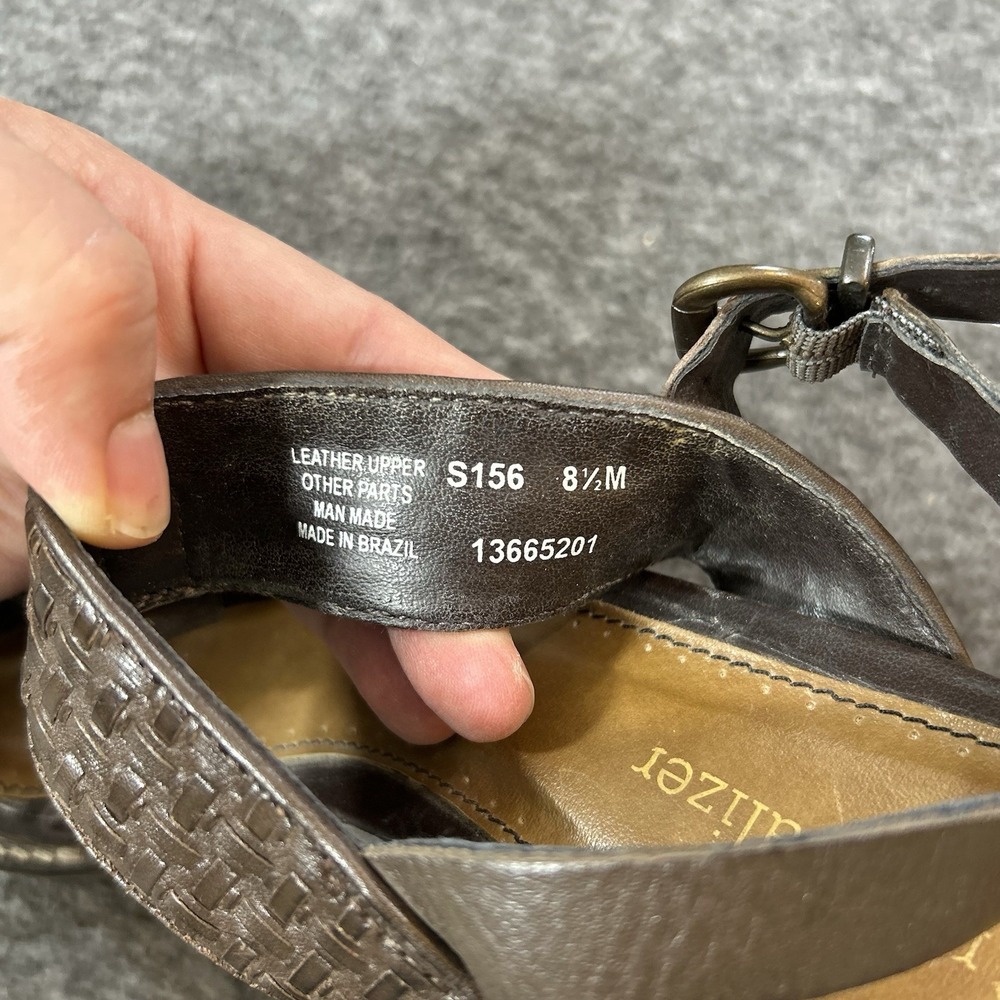 LEATHER UPPER
OTHER PARTS
MAN MADE
MADE IN BRAZIL
S156 8½M
13665201